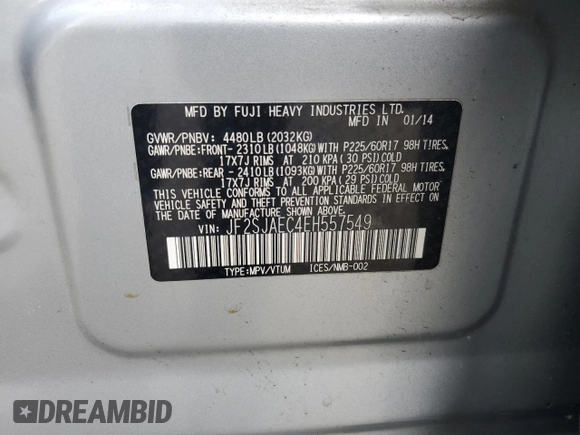 MFD BY FUJI HEAVY INDUSTRIES LTD.
MFD IN 01/14
GVWR/PNBV: 4480LB(2032KG)
GAWR/PNBE:FRONT- 2310LB(1048KG)WITH P225/60R17 98H TIRES.
17X7J RIMS AT 210 KPA(30 PSI)COLD
GAWR/PNBE:REAR - 2410LB(1093KG)WITH P225/60R17 98H TIRES.
17X7J RIMS AT 200 KPA(29 PSI)COLD
THIS VEHICLE CONFORMS TO ALL APPLICABLE FEDERAL MOTOR
VEHICLE SAFETY AND THEFT PREVENTION STANDARDS IN EFFECT ON
THE DATE OF MANUFACTURE SHOWN ABOVE.
VIN: JF2SJAEC4EH557549
TYPE:MPV/VTUM ICES/NMB-002
DREAMBID